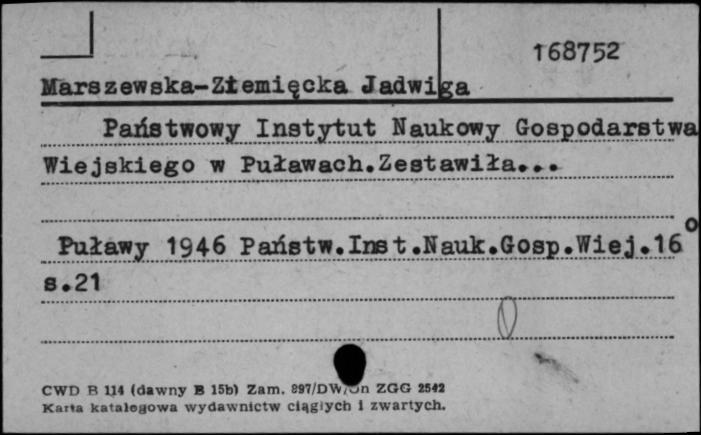 168752
Marszewska-Ziemięcka Jadwiga
Państwowy Instytut Naukowy Gospodarstwa
Wiejskiego w Puławach.Zestawiła...
Puławy 1946 Państw.Inst.Nauk.Gosp.Wiej.16°
s.21
CWD B 114 (dawny B 15b) Zam. 897/DW/ ZGG 2542
Karta katalogowa wydawnictw ciągłych i zwartych.